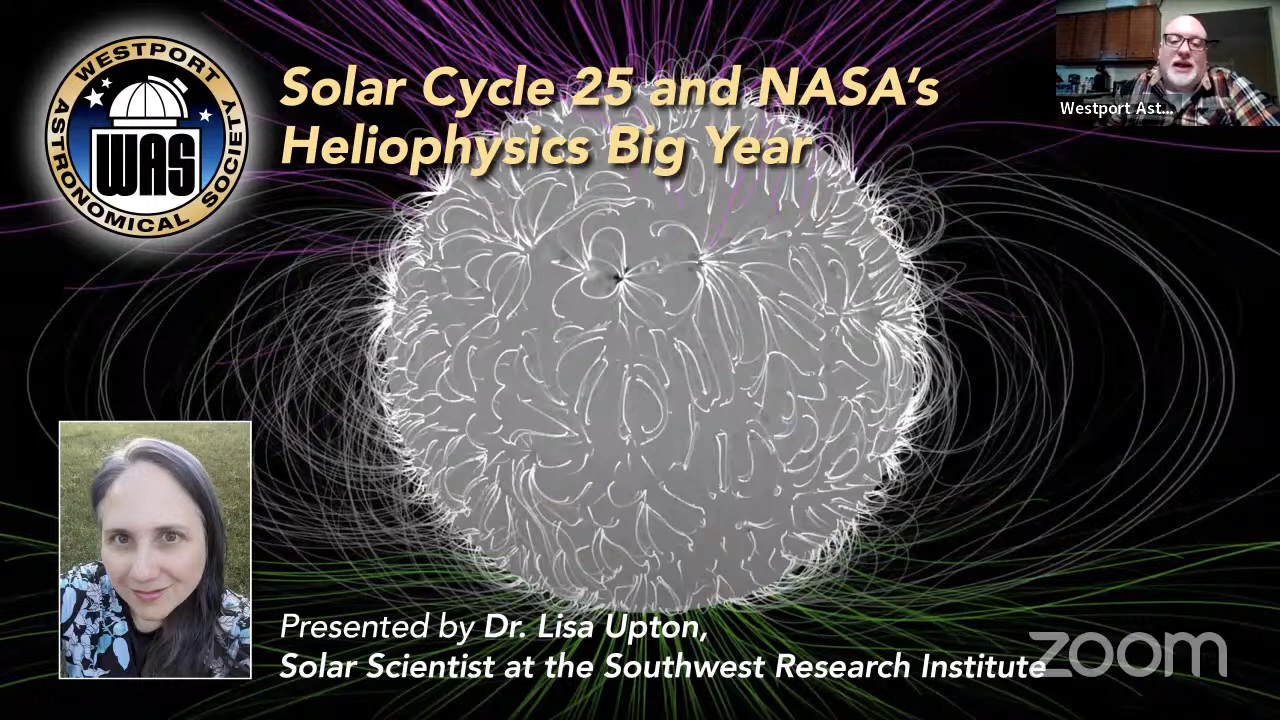 WESTPORT
ASTRONOMICAL SOCIETY
WAS
Solar Cycle 25 and NASA's
Heliophysics Big Year
Westport Ast...
Presented by Dr. Lisa Upton,
Solar Scientist at the Southwest Research Institute
zoom